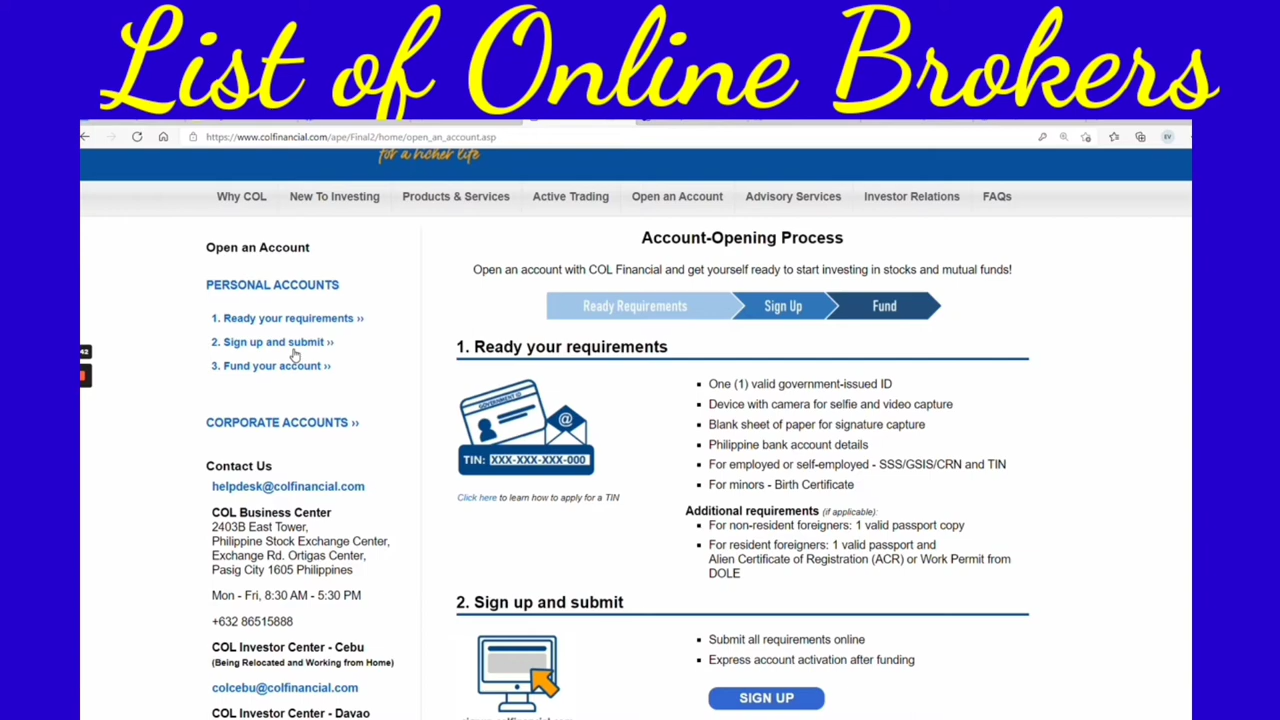 List of Online Brokers
https://www.colfinancial.com/ape/Final2/home/open_an_account.asp
EV
for a richer life
Why COL New To Investing Products & Services Active Trading Open an Account Advisory Services Investor Relations FAQs
Open an Account
PERSONAL ACCOUNTS
1. Ready your requirements ››
2. Sign up and submit ››
3. Fund your account ››
CORPORATE ACCOUNTS ››
Contact Us
helpdesk@colfinancial.com
COL Business Center
2403B East Tower,
Philippine Stock Exchange Center,
Exchange Rd. Ortigas Center,
Pasig City 1605 Philippines
Mon - Fri, 8:30 AM - 5:30 PM
+632 86515888
COL Investor Center - Cebu
(Being Relocated and Working from Home)
colcebu@colfinancial.com
COL Investor Center - Davao
42
Account-Opening Process
Open an account with COL Financial and get yourself ready to start investing in stocks and mutual funds!
Ready Requirements Sign Up Fund
1. Ready your requirements
GOVERNMENT ID
@
TIN: XXX-XXX-XXX-000
Click here to learn how to apply for a TIN
▪ One (1) valid government-issued ID
▪ Device with camera for selfie and video capture
▪ Blank sheet of paper for signature capture
▪ Philippine bank account details
▪ For employed or self-employed - SSS/GSIS/CRN and TIN
▪ For minors - Birth Certificate
Additional requirements (if applicable):
▪ For non-resident foreigners: 1 valid passport copy
▪ For resident foreigners: 1 valid passport and
Alien Certificate of Registration (ACR) or Work Permit from
DOLE
2. Sign up and submit
▪ Submit all requirements online
▪ Express account activation after funding
SIGN UP